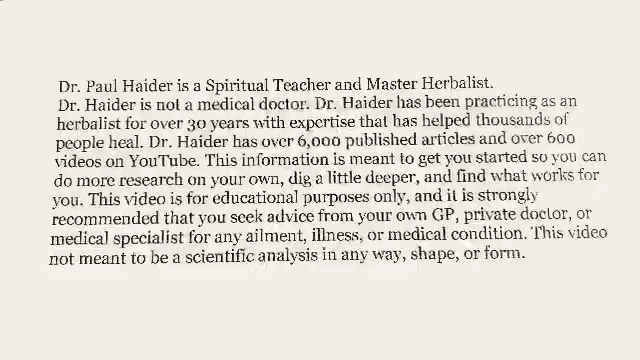 Dr. Paul Haider is a Spiritual Teacher and Master Herbalist.
Dr. Haider is not a medical doctor. Dr. Haider has been practicing as an
herbalist for over 30 years with expertise that has helped thousands of
people heal. Dr. Haider has over 6,000 published articles and over 600
videos on YouTube. This information is meant to get you started so you can
do more research on your own, dig a little deeper, and find what works for
you. This video is for educational purposes only, and it is strongly
recommended that you seek advice from your own GP, private doctor, or
medical specialist for any ailment, illness, or medical condition. This video
not meant to be a scientific analysis in any way, shape, or form.